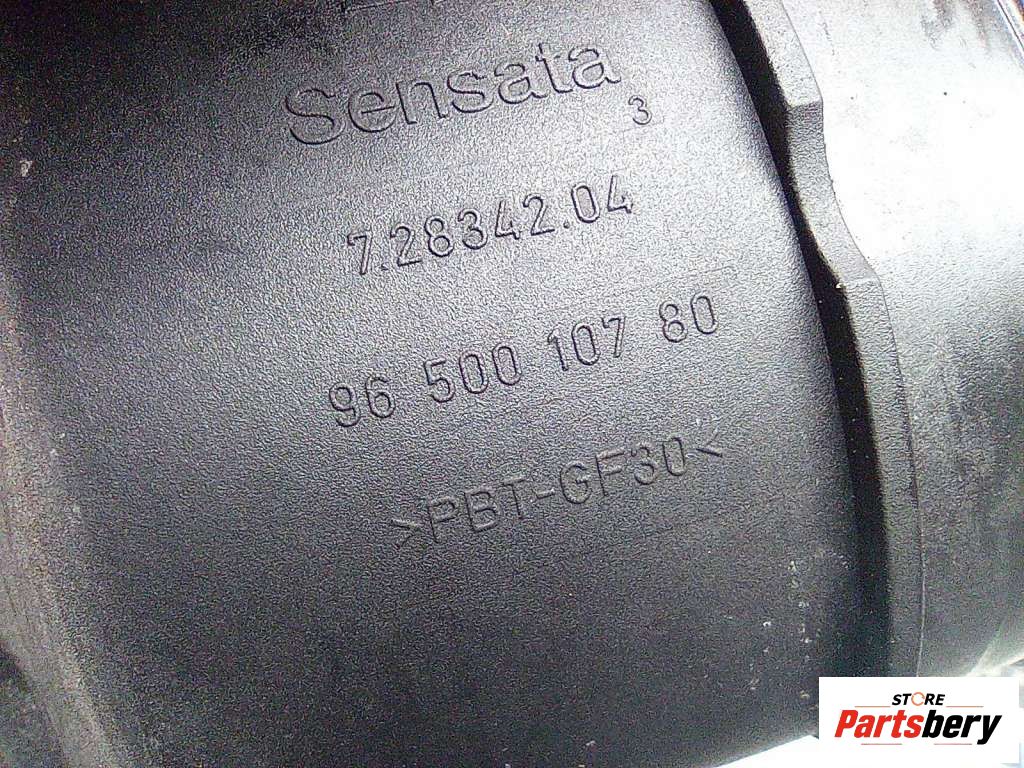 Sensata
3
7.28342.04
96 500 107 80
>PBT-GF30<
STORE
Partsbery